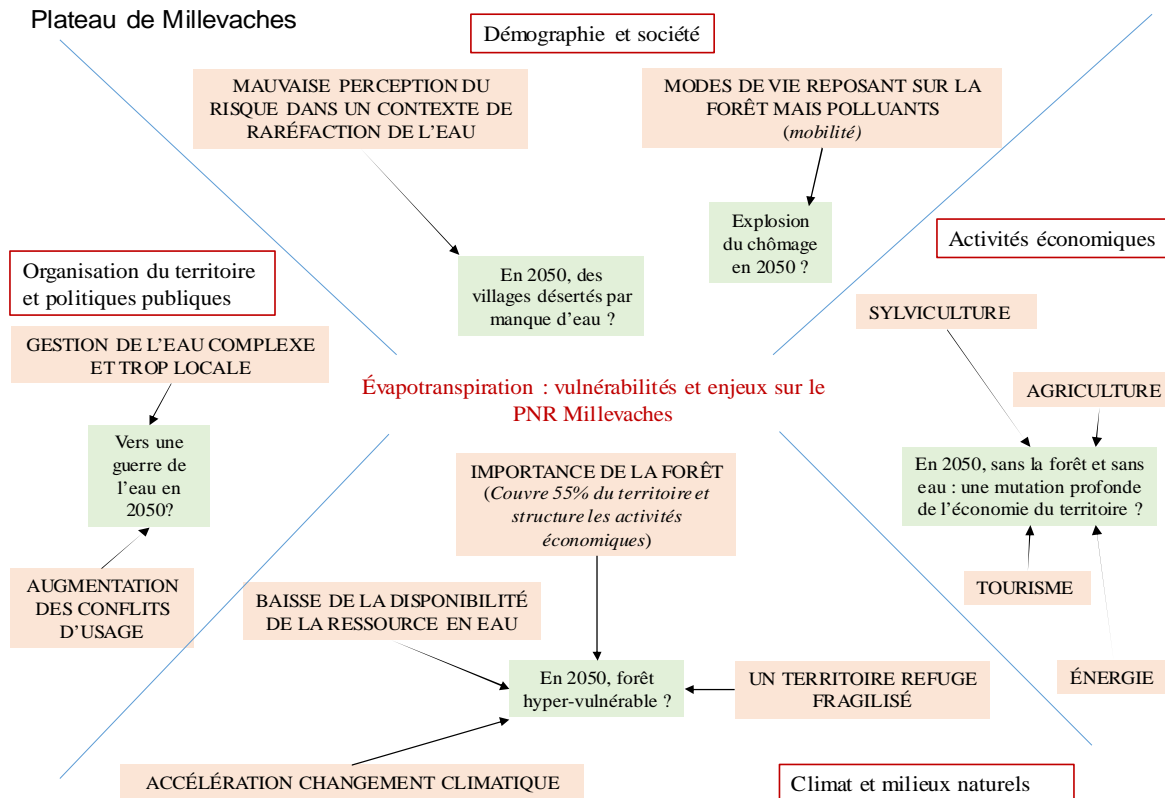 Plateau de Millevaches
Démographie et société
MAUVAISE PERCEPTION DU
RISQUE DANS UN CONTEXTE DE
RARÉFACTION DE L'EAU
MODES DE VIE REPOSANT SUR LA
FORÊT MAIS POLLUANTS
(mobilité)
En 2050, des
villages désertés par
manque d'eau ?
Explosion
du chômage
en 2050 ?
Organisation du territoire
et politiques publiques
GESTION DE L'EAU COMPLEXE
ET TROP LOCALE
Vers une
guerre de
l'eau en
2050?
AUGMENTATION
DES CONFLITS
D'USAGE
Activités économiques
SYLVICULTURE
AGRICULTURE
En 2050, sans la forêt et sans
eau : une mutation profonde
de l'économie du territoire ?
TOURISME
ÉNERGIE
Évapotranspiration : vulnérabilités et enjeux sur le
PNR Millevaches
IMPORTANCE DE LA FORÊT
(Couvre 55% du territoire et
structure les activités
économiques)
BAISSE DE LA DISPONIBILITÉ
DE LA RESSOURCE EN EAU
En 2050, forêt
hyper-vulnérable ?
UN TERRITOIRE REFUGE
FRAGILISÉ
ACCÉLÉRATION CHANGEMENT CLIMATIQUE
Climat et milieux naturels